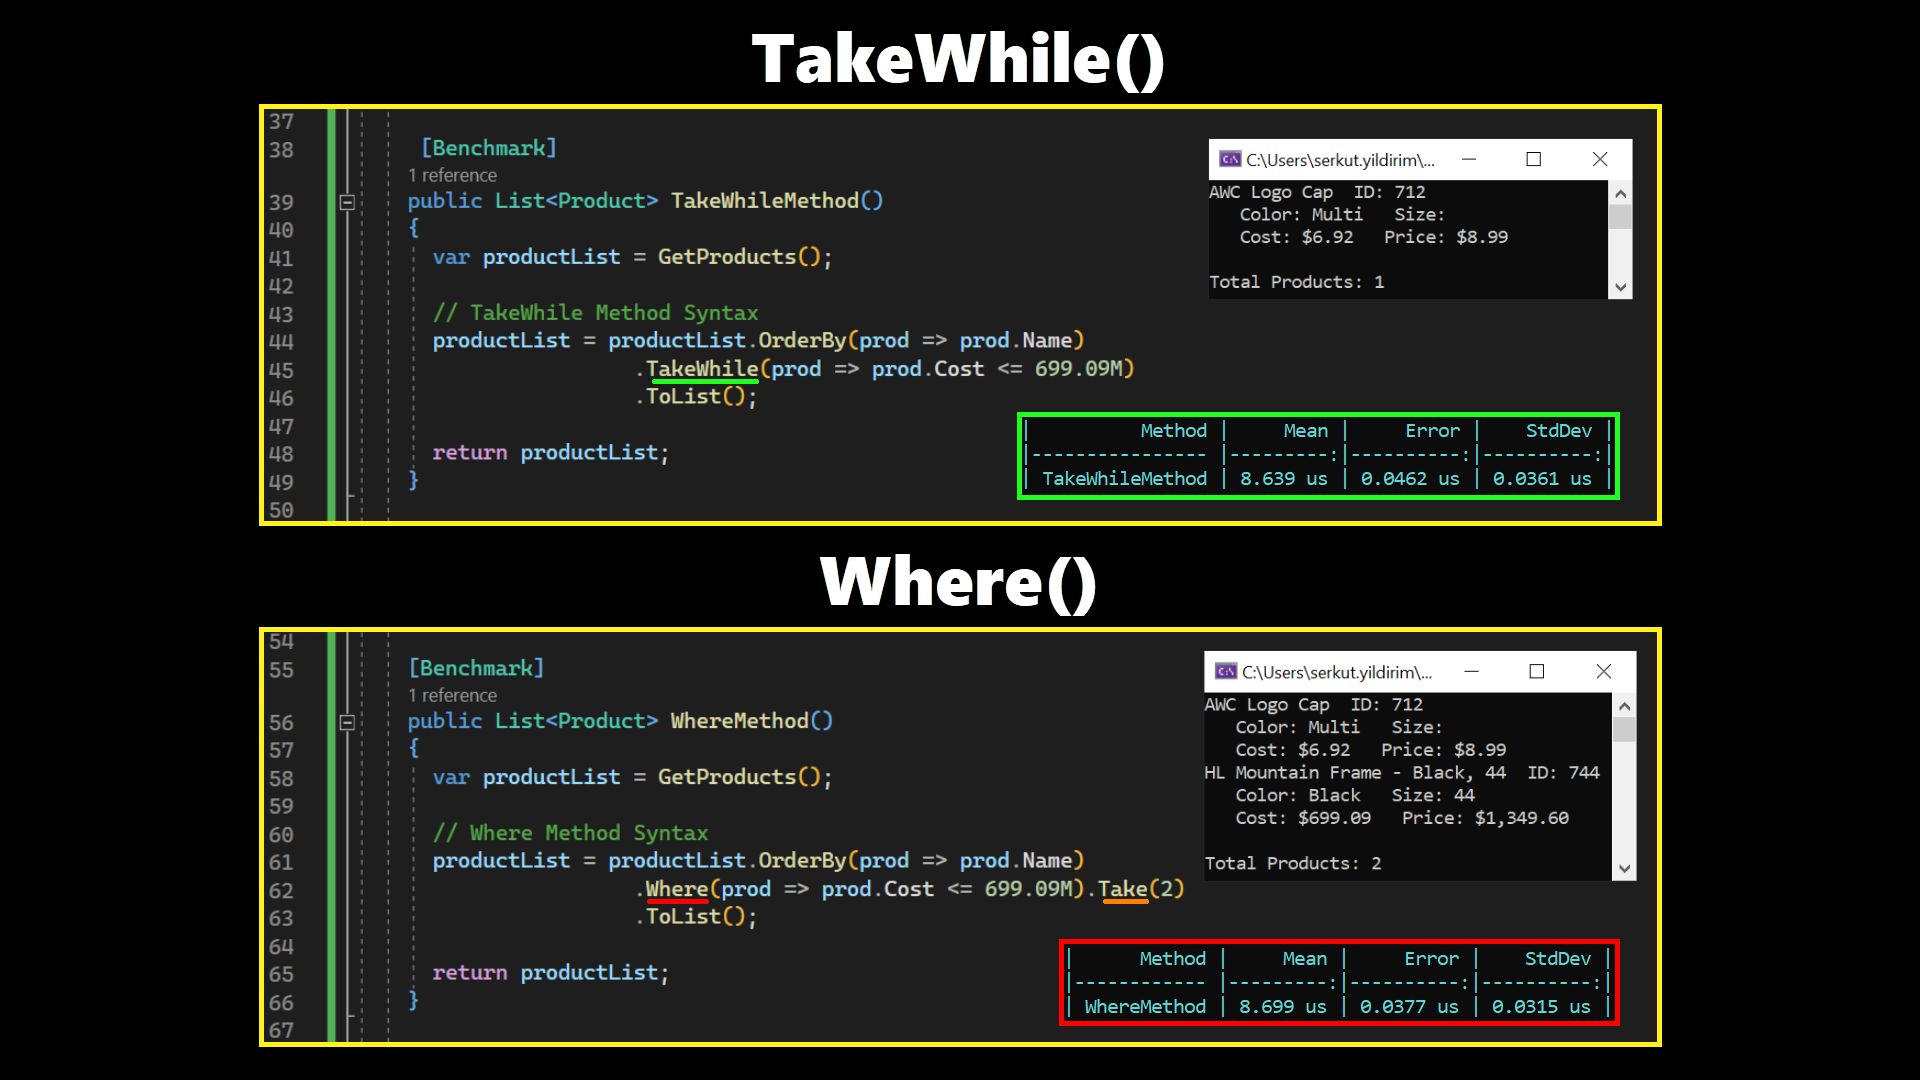 TakeWhile()
37
38 [Benchmark]
1 reference
39 public List<Product> TakeWhileMethod()
40 {
41 var productList = GetProducts();
42
43 // TakeWhile Method Syntax
44 productList = productList.OrderBy(prod => prod.Name)
45 .TakeWhile(prod => prod.Cost <= 699.09M)
46 .ToList();
47
48 return productList;
49 }
50
C:\Users\serkut.yildirim\...
AWC Logo Cap  ID: 712
Color: Multi   Size:
Cost: $6.92   Price: $8.99
Total Products: 1
| Method | Mean | Error | StdDev |
|---------------- |---------:|----------:|----------:|
| TakeWhileMethod | 8.639 us | 0.0462 us | 0.0361 us |
Where()
54
55 [Benchmark]
1 reference
56 public List<Product> WhereMethod()
57 {
58 var productList = GetProducts();
59
60 // Where Method Syntax
61 productList = productList.OrderBy(prod => prod.Name)
62 .Where(prod => prod.Cost <= 699.09M).Take(2)
63 .ToList();
64
65 return productList;
66 }
67
C:\Users\serkut.yildirim\...
AWC Logo Cap  ID: 712
Color: Multi   Size:
Cost: $6.92   Price: $8.99
HL Mountain Frame - Black, 44  ID: 744
Color: Black   Size: 44
Cost: $699.09   Price: $1,349.60
Total Products: 2
| Method | Mean | Error | StdDev |
|------------ |---------:|----------:|----------:|
| WhereMethod | 8.699 us | 0.0377 us | 0.0315 us |